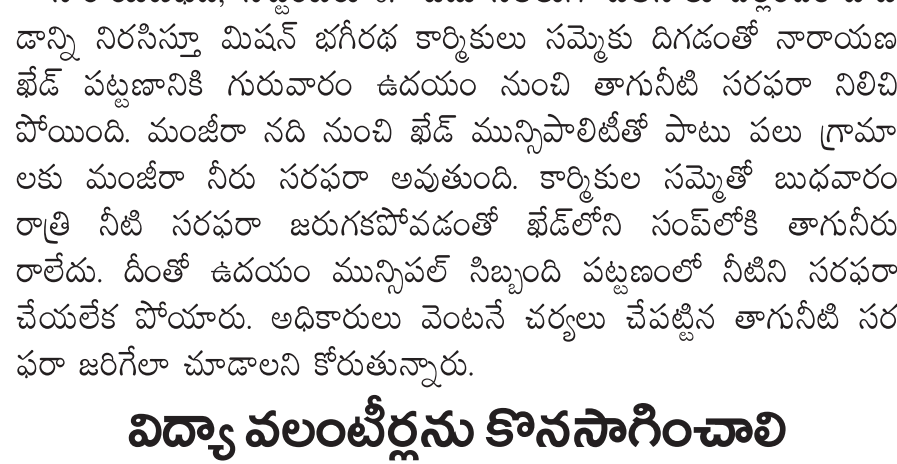 డాన్ని నిరసిస్తూ మిషన్ భగీరథ కార్మికులు సమ్మెకు దిగడంతో నారాయణ
ఖేడ్ పట్టణానికి గురువారం ఉదయం నుంచి తాగునీటి సరఫరా నిలిచి
పోయింది. మంజీరా నది నుంచి ఖేడ్ మున్సిపాలిటీతో పాటు పలు గ్రామా
లకు మంజీరా నీరు సరఫరా అవుతుంది. కార్మికుల సమ్మెతో బుధవారం
రాత్రి నీటి సరఫరా జరుగకపోవడంతో ఖేడ్‌లోని సంప్‌లోకి తాగునీరు
రాలేదు. దీంతో ఉదయం మున్సిపల్ సిబ్బంది పట్టణంలో నీటిని సరఫరా
చేయలేక పోయారు. అధికారులు వెంటనే చర్యలు చేపట్టిన తాగునీటి సర
ఫరా జరిగేలా చూడాలని కోరుతున్నారు.
విద్యా వలంటీర్లను కొనసాగించాలి